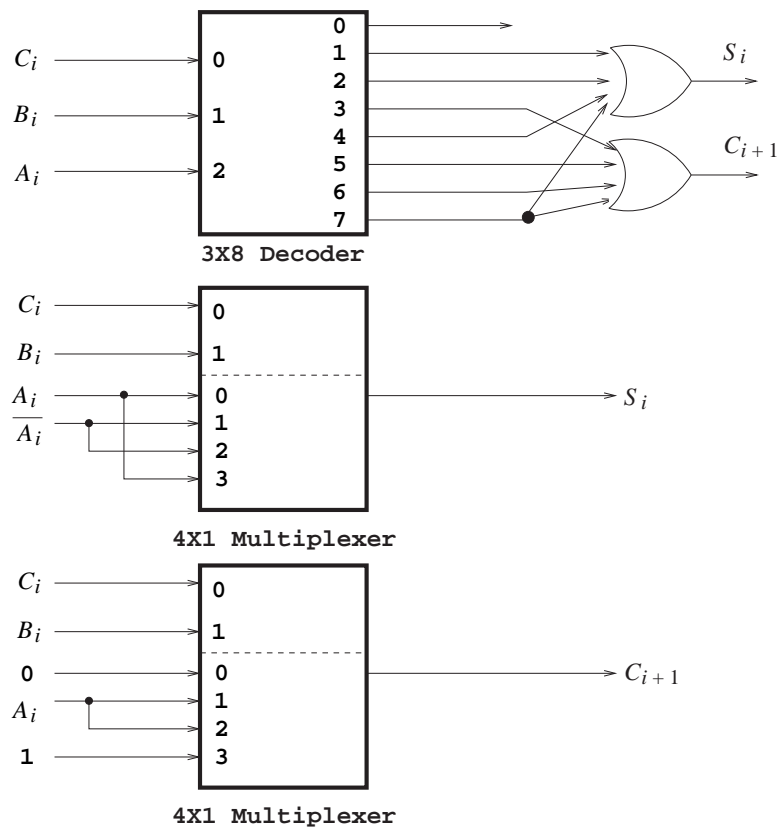 0
1
C_i 0 2 S_i
B_i 1 3
4 C_{i+1}
A_i 2 5
6
7
3X8 Decoder
C_i 0
B_i 1
A_i 0 S_i
\overline{A_i} 1
2
3
4X1 Multiplexer
C_i 0
B_i 1
0 0 C_{i+1}
A_i 1
2
1 3
4X1 Multiplexer